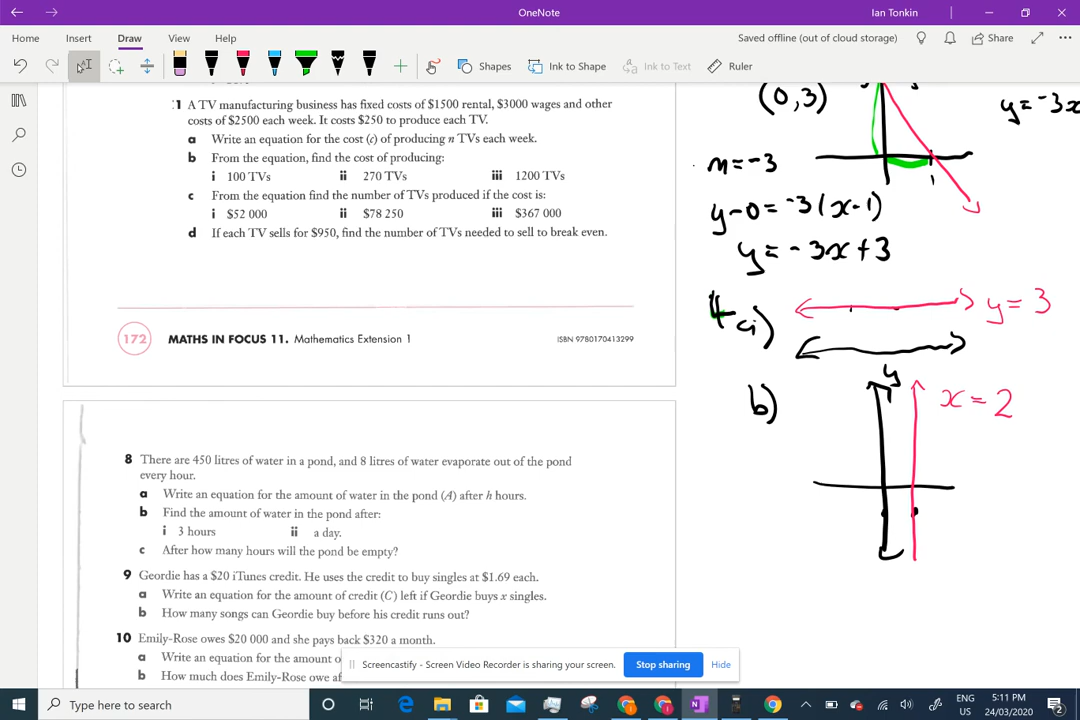 OneNote
Ian Tonkin
Home Insert Draw View Help
Saved offline (out of cloud storage)
Share
Ink to Shape
Shapes
Ink to Text
Ruler
1 A TV manufacturing business has fixed costs of $1500 rental, $3000 wages and other
costs of $2500 each week. It costs $250 to produce each TV.
a Write an equation for the cost (c) of producing n TVs each week.
b From the equation, find the cost of producing:
i 100 TVs ii 270 TVs iii 1200 TVs
c From the equation find the number of TVs produced if the cost is:
i $52 000 ii $78 250 iii $367 000
d If each TV sells for $950, find the number of TVs needed to sell to break even.
172 MATHS IN FOCUS 11. Mathematics Extension 1 ISBN 9780170413299
8 There are 450 litres of water in a pond, and 8 litres of water evaporate out of the pond
every hour.
a Write an equation for the amount of water in the pond (A) after h hours.
b Find the amount of water in the pond after:
i 3 hours ii a day.
c After how many hours will the pond be empty?
9 Geordie has a $20 iTunes credit. He uses the credit to buy singles at $1.69 each.
a Write an equation for the amount of credit (C) left if Geordie buys x singles.
b How many songs can Geordie buy before his credit runs out?
10 Emily-Rose owes $20 000 and she pays back $320 a month.
a Write an equation for the amount o
b How much does Emily-Rose owe af
(0,3)
y=-3x
m=-3
1
y-0=-3(x-1)
y=-3x+3
4 a)
y=3
b)
y
x=2
Screencastify - Screen Video Recorder is sharing your screen.
Stop sharing
Hide
Type here to search
ENG
US
5:11 PM
24/03/2020
2